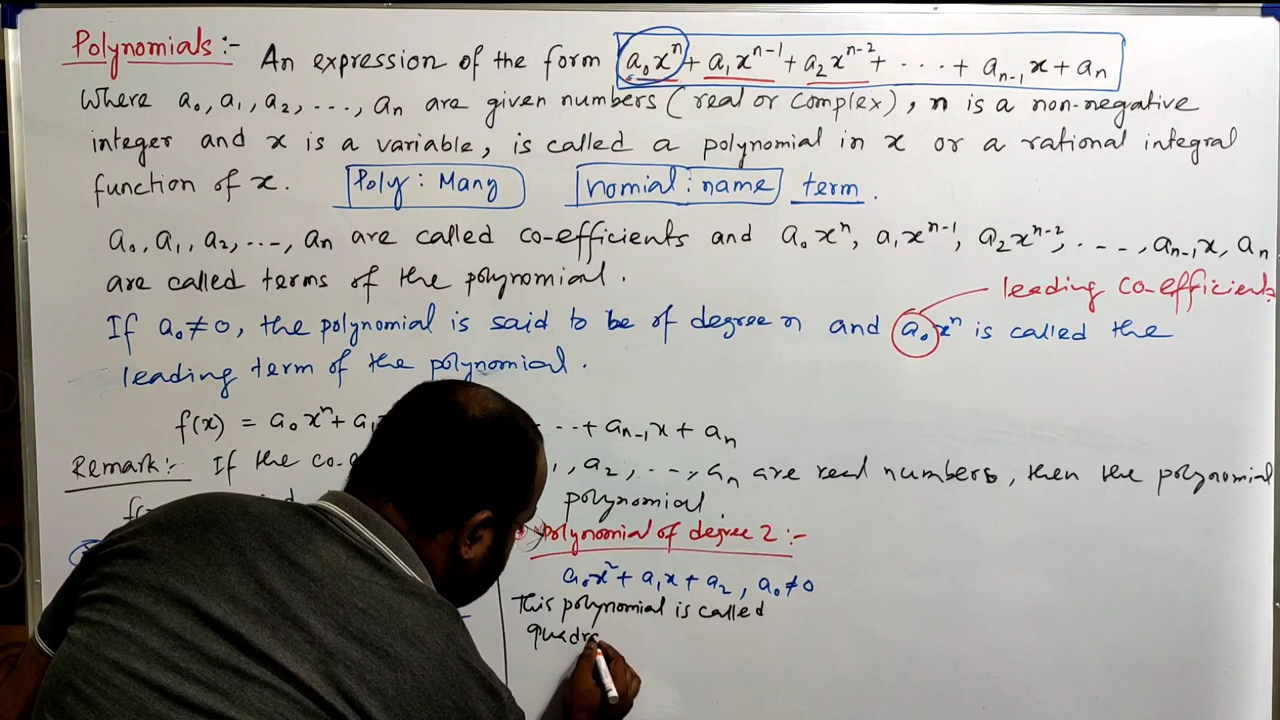 Polynomials :- An expression of the form a₀xⁿ + a₁xⁿ⁻¹ + a₂xⁿ⁻² + . . . + aₙ₋₁x + aₙ
Where a₀, a₁, a₂, ..., aₙ are given numbers (real or complex), n is a non-negative
integer and x is a variable, is called a polynomial in x or a rational integral
function of x. Poly : Many nomial : name term.
a₀, a₁, a₂, ..., aₙ are called co-efficients and a₀xⁿ, a₁xⁿ⁻¹, a₂xⁿ⁻², ..., aₙ₋₁x, aₙ
are called terms of the polynomial.
leading co-efficient.
If a₀ ≠ 0, the polynomial is said to be of degree n and a₀xⁿ is called the
leading term of the polynomial.
f(x) = a₀xⁿ + a₁ ..+ aₙ₋₁x + aₙ
Remark :- If the co- , a₂, ..., aₙ are real numbers, then the polynomial
polynomial.
Polynomial of degree 2 :-
a₀x² + a₁x + a₂, a₀ ≠ 0
This polynomial is called
quadr